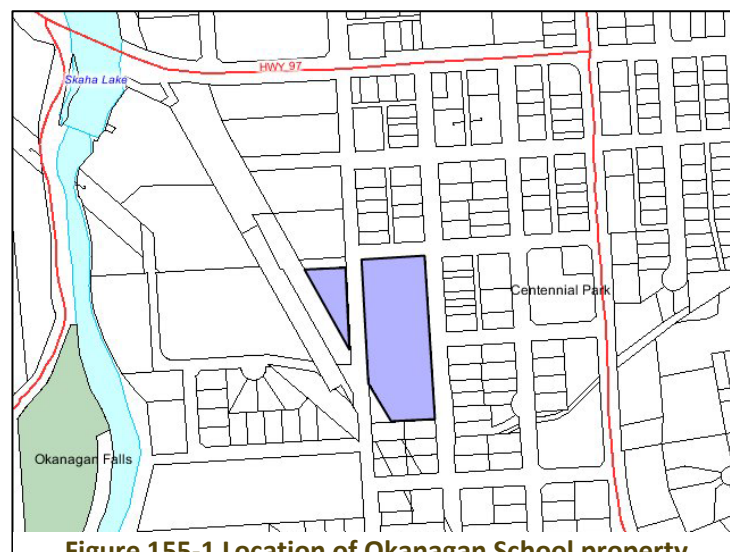 Skaha Lake
HWY 97
Centennial Park
Okanagan Falls
Figure 155-1 Location of Okanagan School property